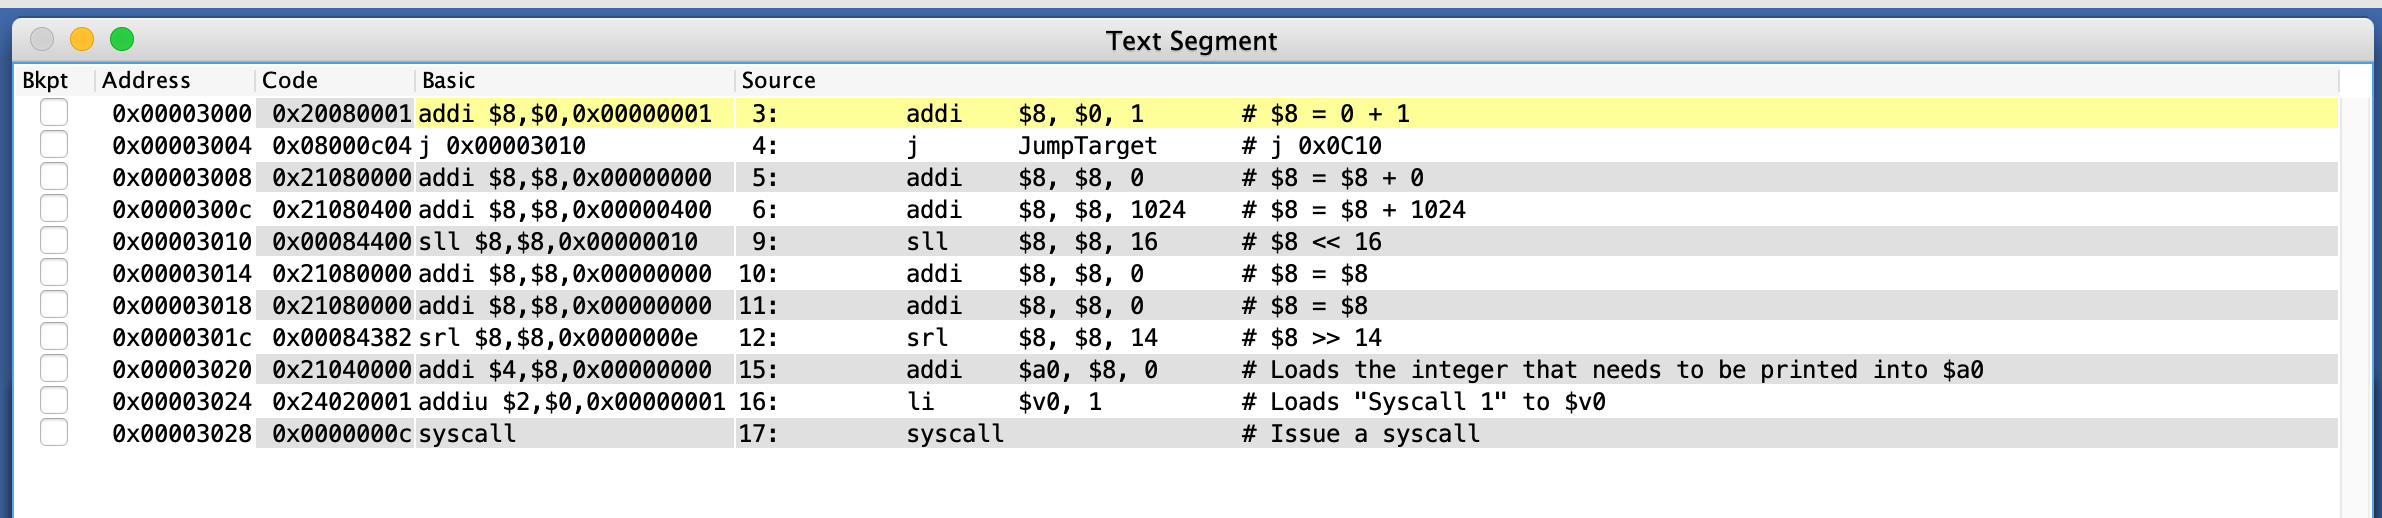 Text Segment
Bkpt Address Code Basic Source
0x00003000 0x20080001 addi $8,$0,0x00000001 3: addi $8, $0, 1 # $8 = 0 + 1
0x00003004 0x08000c04 j 0x00003010 4: j JumpTarget # j 0x0C10
0x00003008 0x21080000 addi $8,$8,0x00000000 5: addi $8, $8, 0 # $8 = $8 + 0
0x0000300c 0x21080400 addi $8,$8,0x00000400 6: addi $8, $8, 1024 # $8 = $8 + 1024
0x00003010 0x00084400 sll $8,$8,0x00000010 9: sll $8, $8, 16 # $8 << 16
0x00003014 0x21080000 addi $8,$8,0x00000000 10: addi $8, $8, 0 # $8 = $8
0x00003018 0x21080000 addi $8,$8,0x00000000 11: addi $8, $8, 0 # $8 = $8
0x0000301c 0x00084382 srl $8,$8,0x0000000e 12: srl $8, $8, 14 # $8 >> 14
0x00003020 0x21040000 addi $4,$8,0x00000000 15: addi $a0, $8, 0 # Loads the integer that needs to be printed into $a0
0x00003024 0x24020001 addiu $2,$0,0x00000001 16: li $v0, 1 # Loads "Syscall 1" to $v0
0x00003028 0x0000000c syscall 17: syscall # Issue a syscall